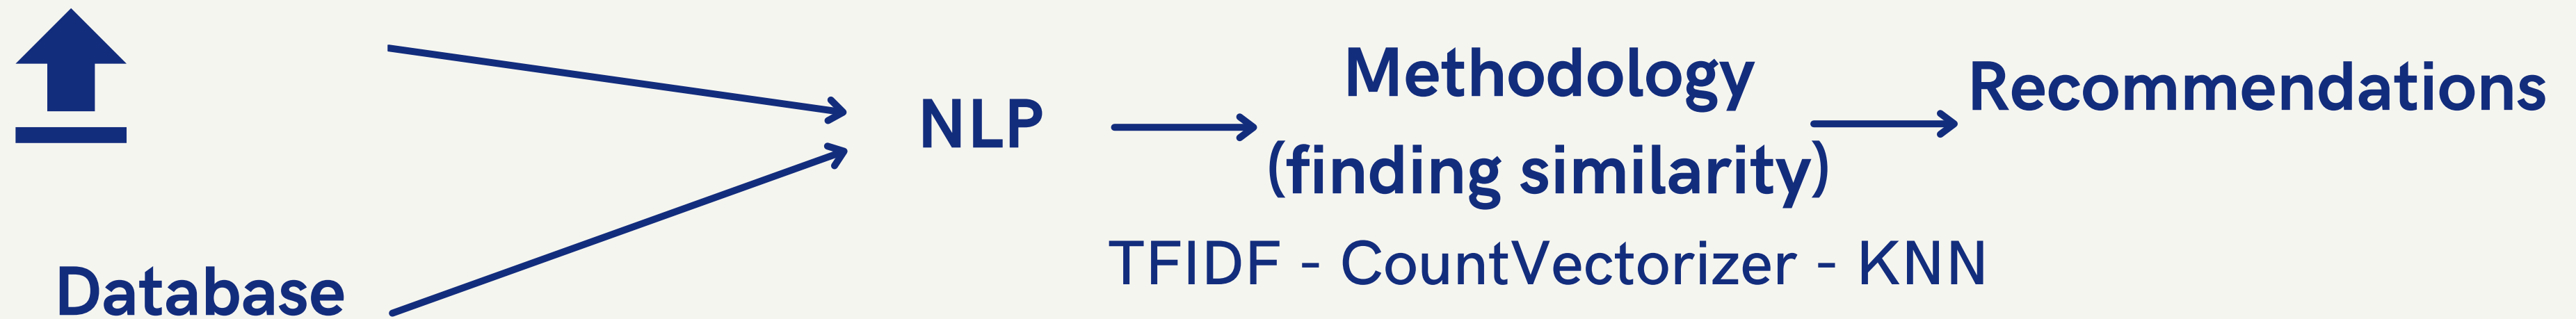 Database
NLP
Methodology
(finding similarity)
TFIDF - CountVectorizer - KNN
Recommendations